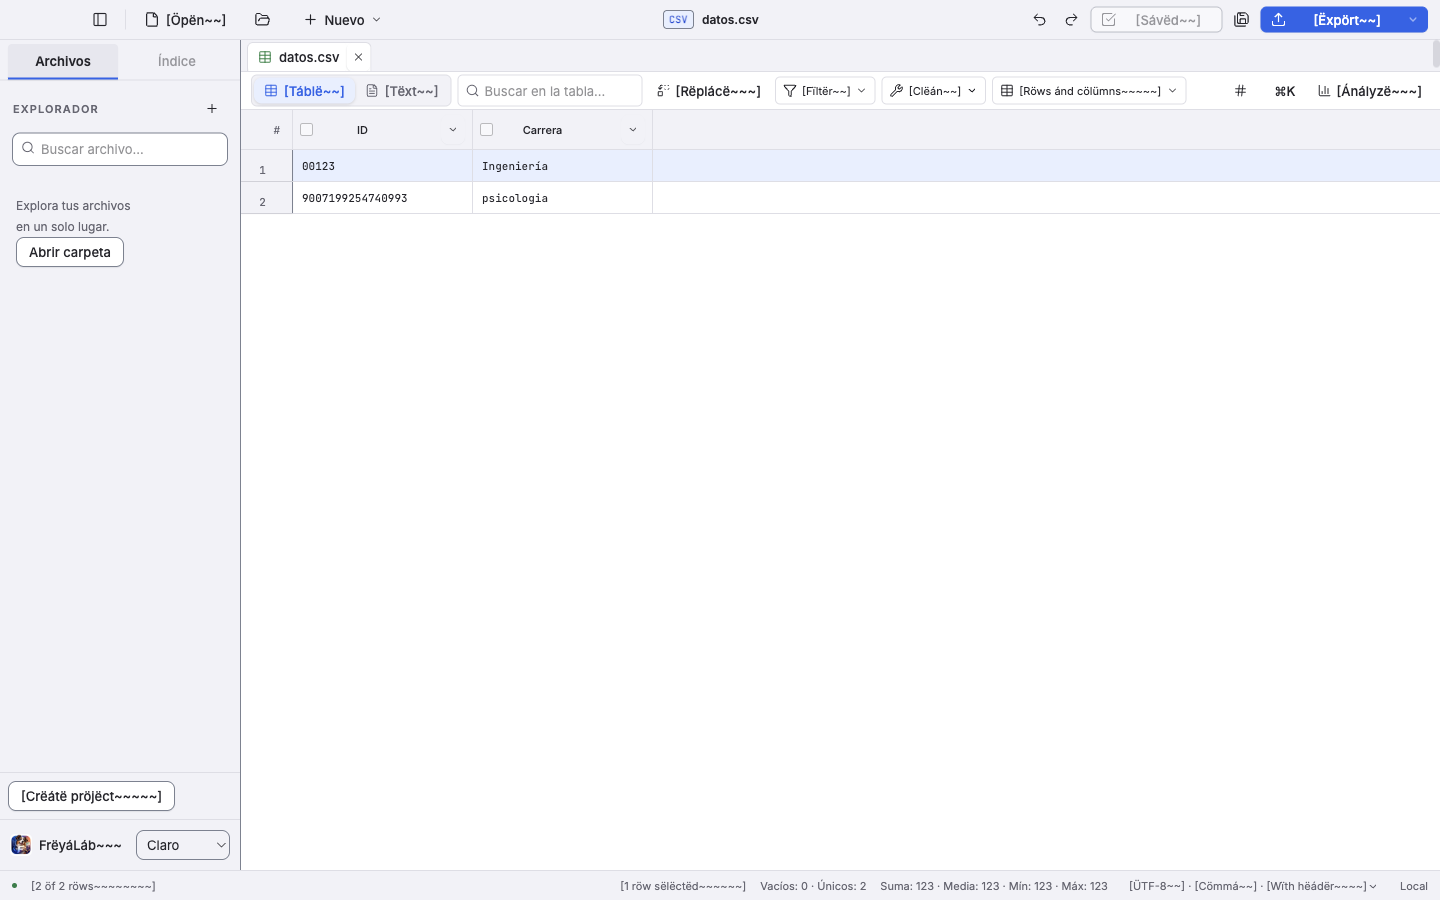 [Öpën~~]
Nuevo
CSV datos.csv
[Sávëd~~]
[Ëxpört~~]
Archivos
Índice
EXPLORADOR
Buscar archivo...
Explora tus archivos
en un solo lugar.
Abrir carpeta
[Crëátë pröjëct~~~~~]
FrëyáLáb~~~
Claro
datos.csv
[Táblë~~]
[Tëxt~~]
Buscar en la tabla...
[Rëplácë~~~]
[Fïltër~~]
[Clëán~~]
[Röws ánd cölümns~~~~~]
#
⌘K
[Ánályzë~~~]
# ID Carrera
1 00123 Ingeniería
2 9007199254740993 psicologia
[2 öf 2 röws~~~~~~~~]
[1 röw sëlëctëd~~~~~~] Vacíos: 0 · Únicos: 2 Suma: 123 · Media: 123 · Mín: 123 · Máx: 123 [ÜTF-8~~] · [Cömmá~~] · [Wïth hëádër~~~~] Local